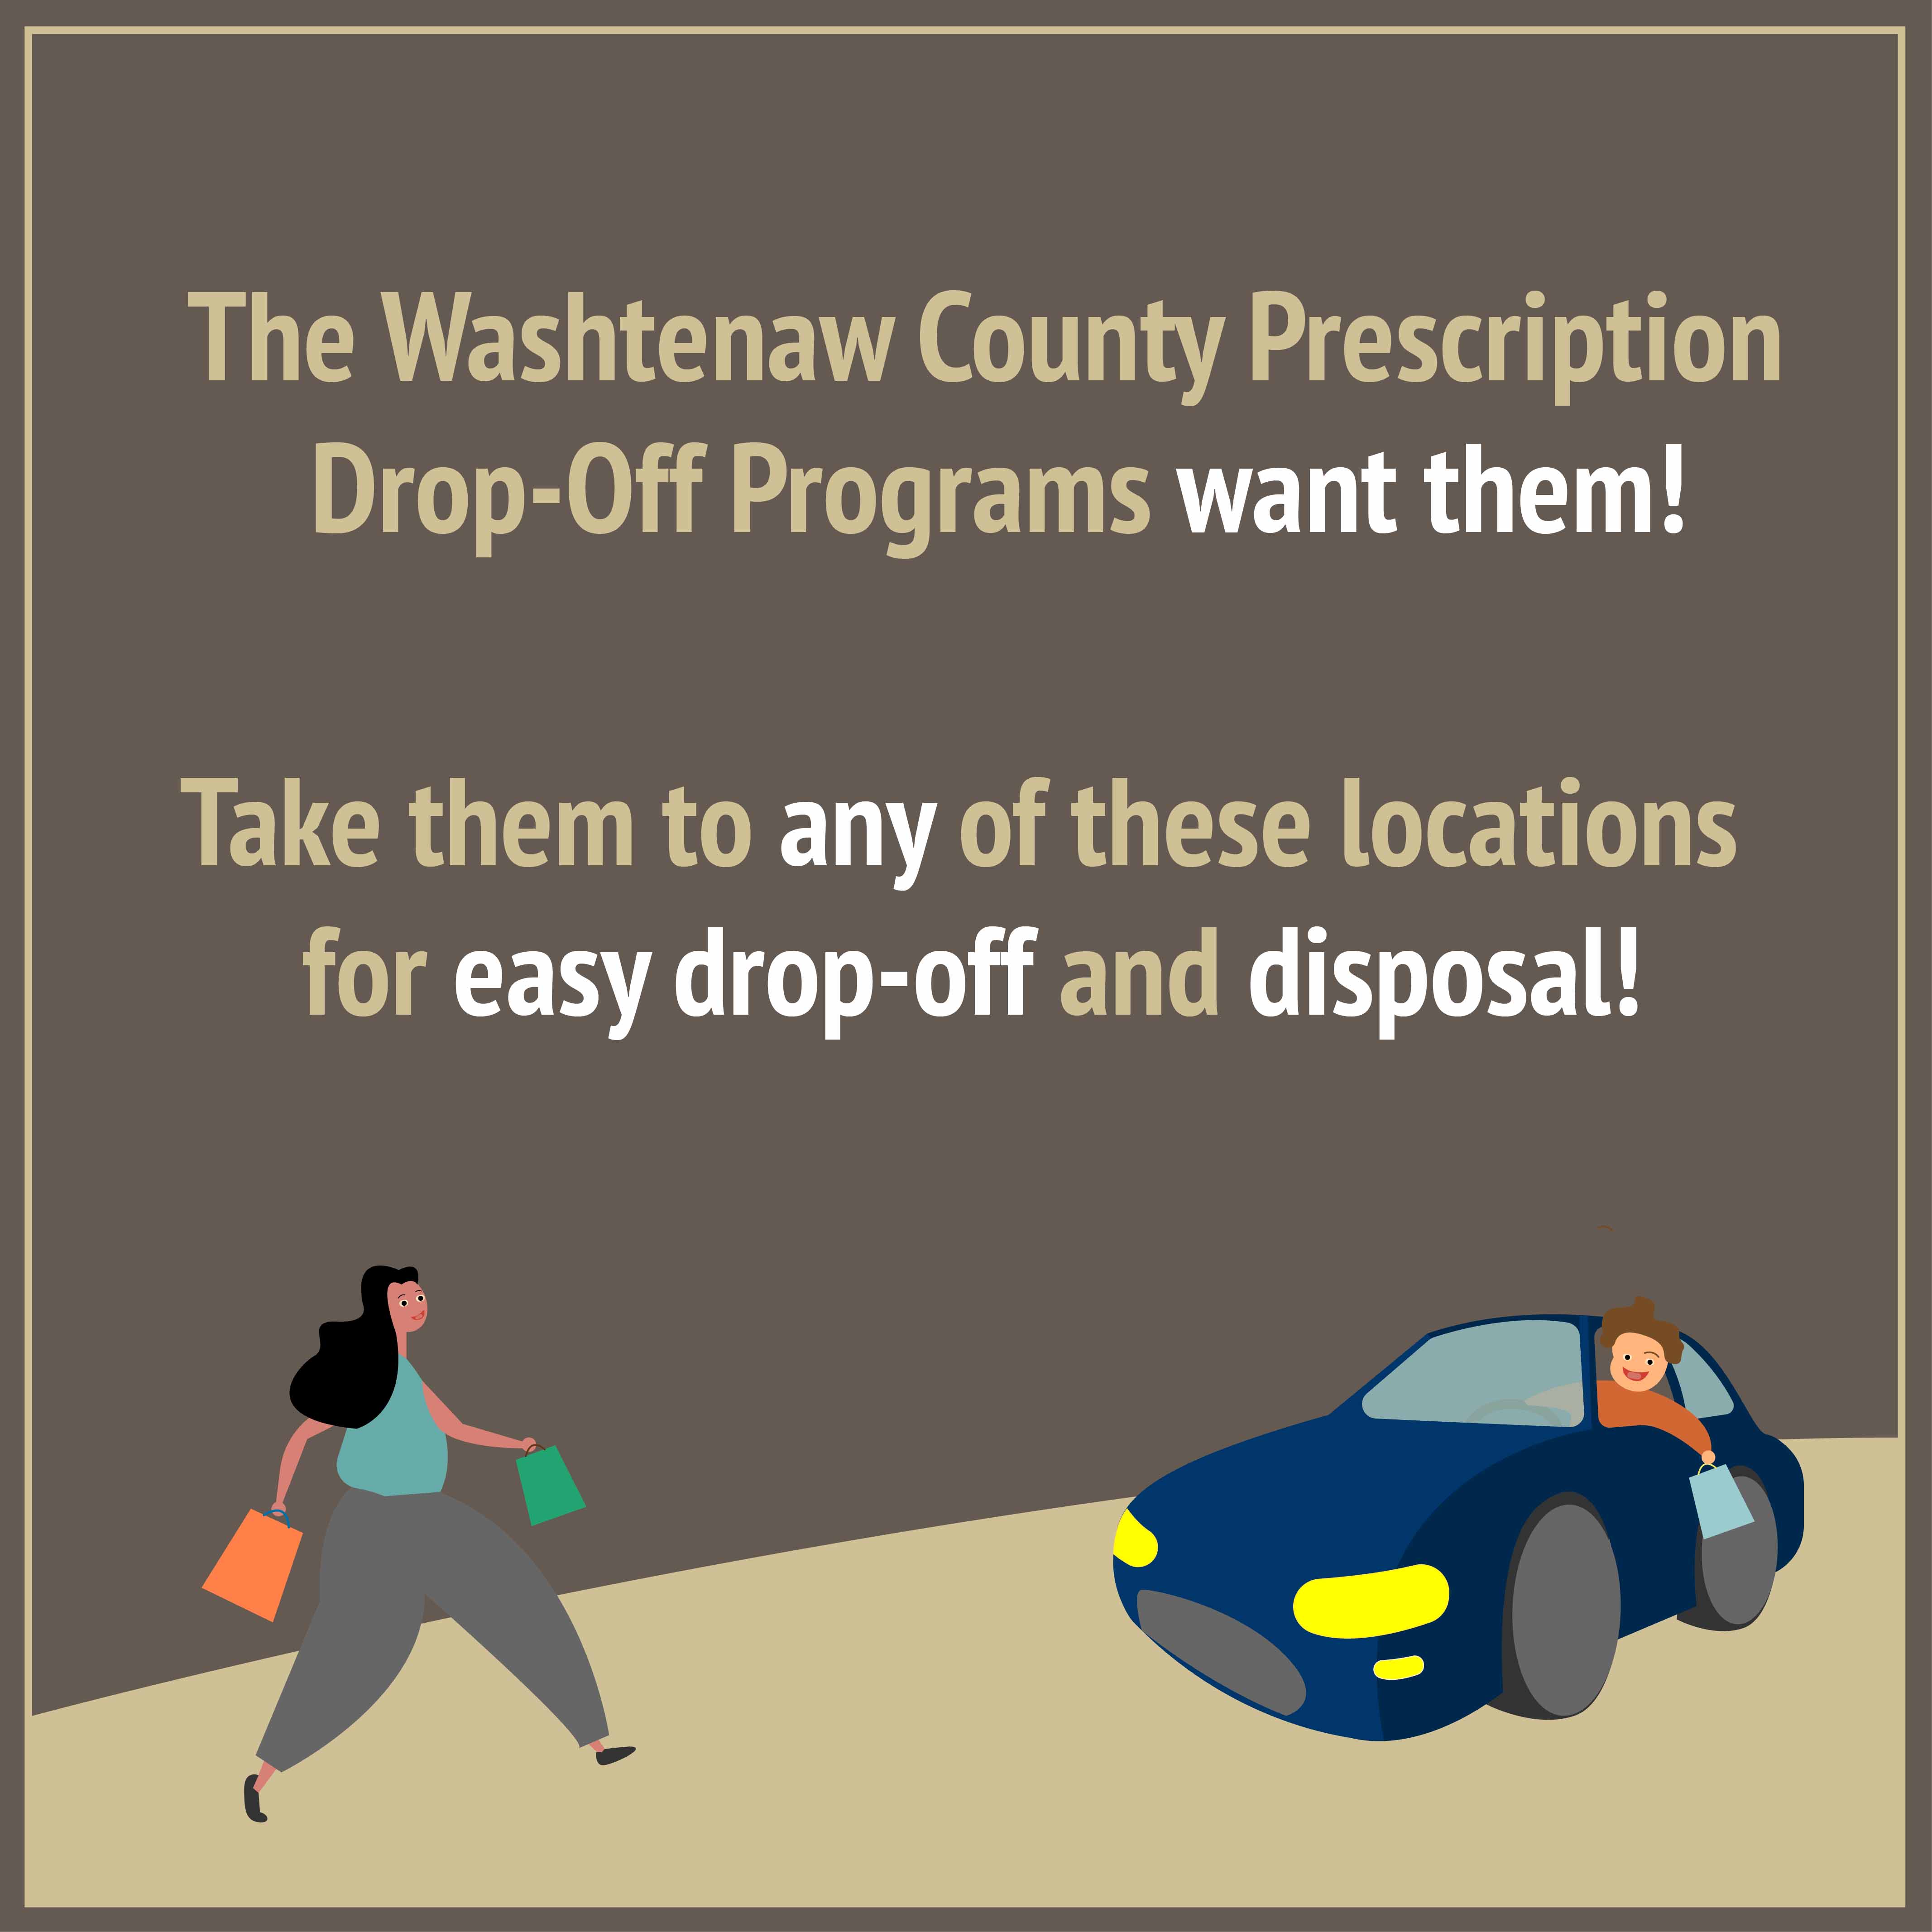 The Washtenaw County Prescription
Drop-Off Programs want them!
Take them to any of these locations
for easy drop-off and disposal!